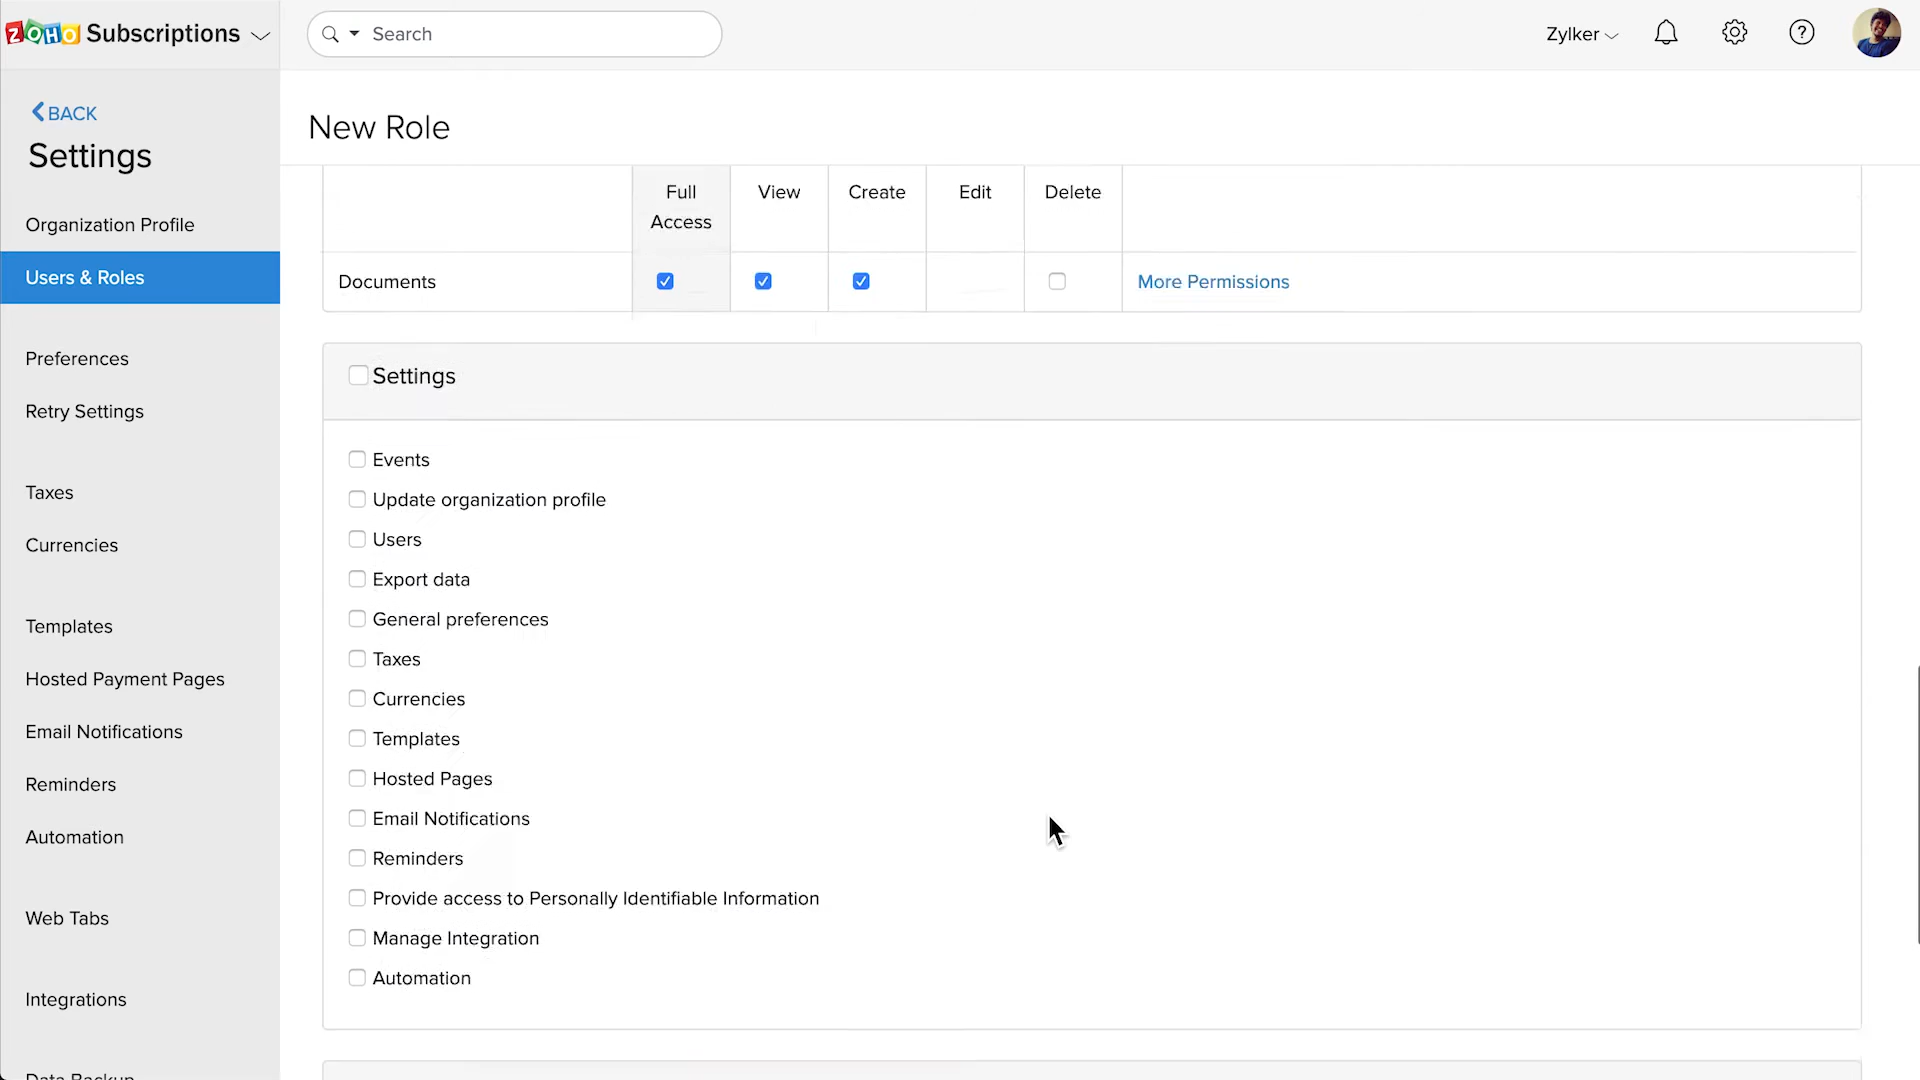 ZOHO Subscriptions
Search
Zylker
BACK
Settings
Organization Profile
Users & Roles
Preferences
Retry Settings
Taxes
Currencies
Templates
Hosted Payment Pages
Email Notifications
Reminders
Automation
Web Tabs
Integrations
Data Backup
New Role
Full Access View Create Edit Delete
Documents More Permissions
Settings
Events
Update organization profile
Users
Export data
General preferences
Taxes
Currencies
Templates
Hosted Pages
Email Notifications
Reminders
Provide access to Personally Identifiable Information
Manage Integration
Automation